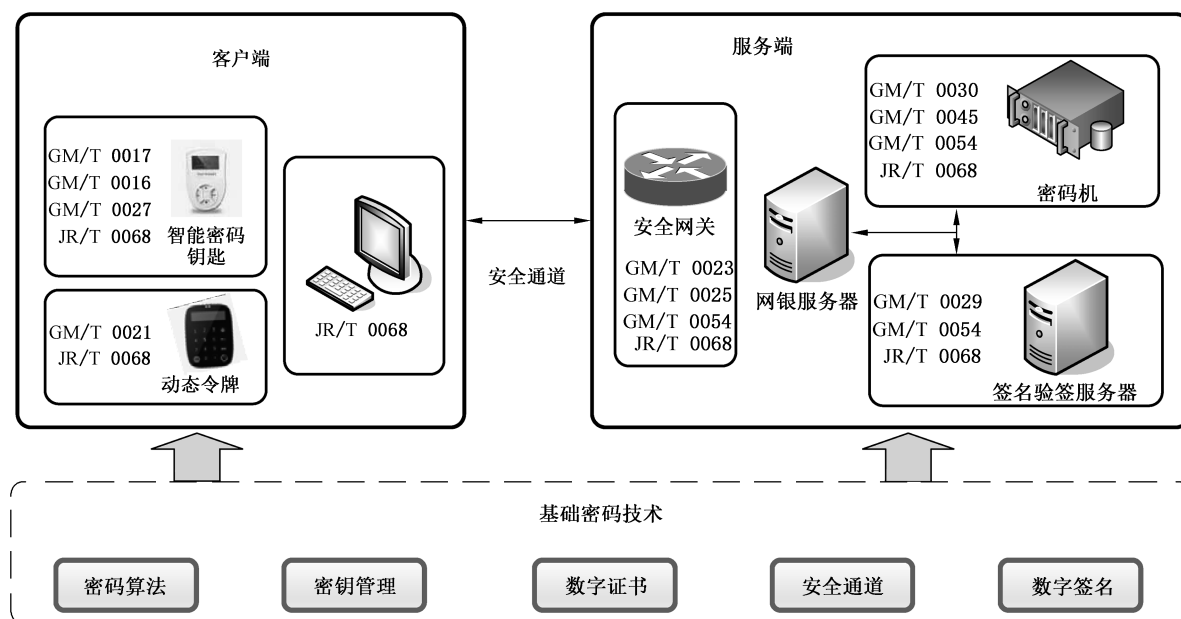 客户端
GM/T 0017
GM/T 0016
GM/T 0027
JR/T 0068
智能密码
钥匙
GM/T 0021
JR/T 0068
动态令牌
JR/T 0068
安全通道
服务端
安全网关
GM/T 0023
GM/T 0025
GM/T 0054
JR/T 0068
网银服务器
GM/T 0030
GM/T 0045
GM/T 0054
JR/T 0068
密码机
GM/T 0029
GM/T 0054
JR/T 0068
签名验签服务器
基础密码技术
密码算法
密钥管理
数字证书
安全通道
数字签名